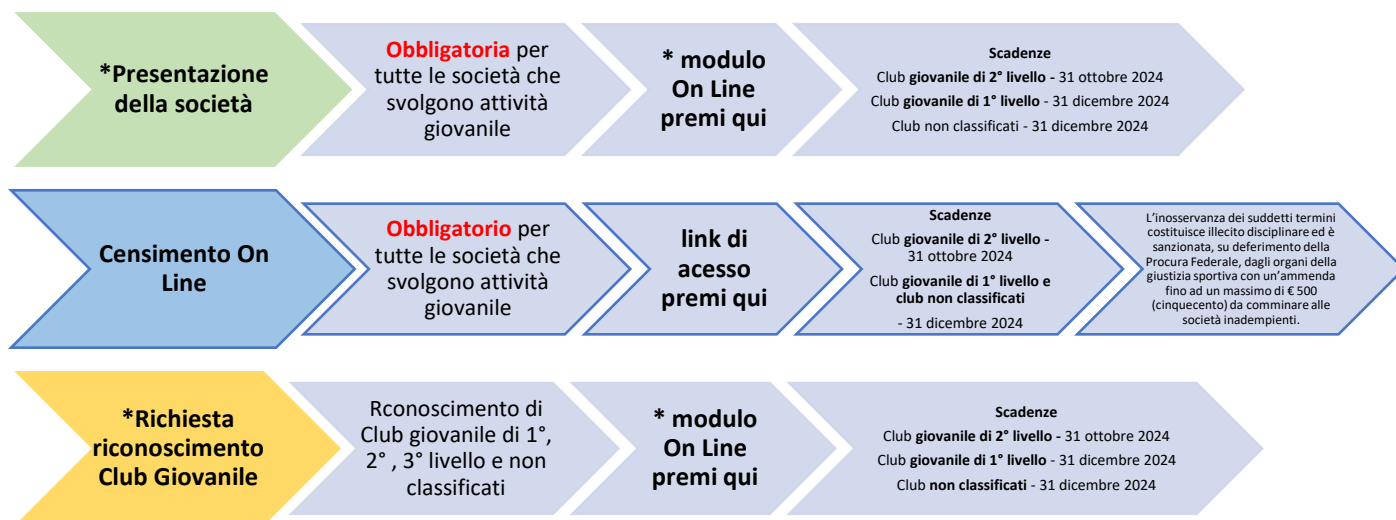 *Presentazione
della società
Obbligatoria per
tutte le società che
svolgono attività
giovanile
* modulo
On Line
premi qui
Scadenze
Club giovanile di 2° livello - 31 ottobre 2024
Club giovanile di 1° livello - 31 dicembre 2024
Club non classificati - 31 dicembre 2024
Censimento On
Line
Obbligatorio per
tutte le società che
svolgono attività
giovanile
link di
acesso
premi qui
Scadenze
Club giovanile di 2° livello -
31 ottobre 2024
Club giovanile di 1° livello e
club non classificati
- 31 dicembre 2024
L'inosservanza dei suddetti termini
costituisce illecito disciplinare ed è
sanzionata, su deferimento della
Procura Federale, dagli organi della
giustizia sportiva con un'ammenda
fino ad un massimo di € 500
(cinquecento) da comminare alle
società inadempienti.
*Richiesta
riconoscimento
Club Giovanile
Rconoscimento di
Club giovanile di 1°,
2° , 3° livello e non
classificati
* modulo
On Line
premi qui
Scadenze
Club giovanile di 2° livello - 31 ottobre 2024
Club giovanile di 1° livello - 31 dicembre 2024
Club non classificati - 31 dicembre 2024